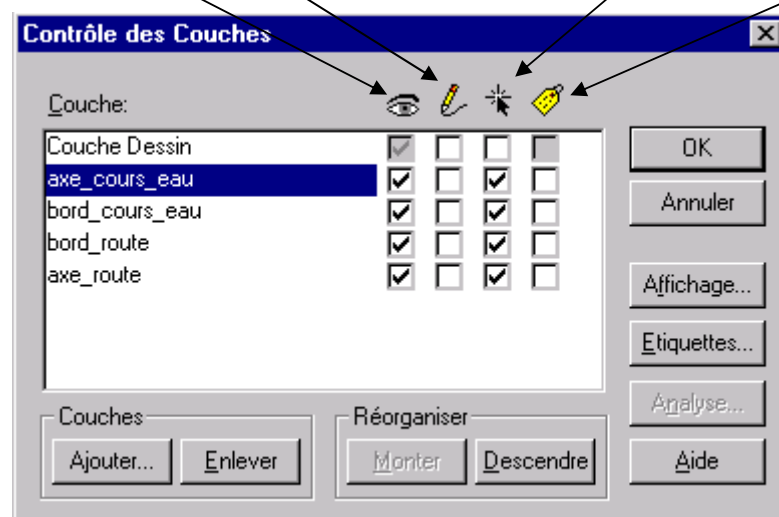 Contrôle des Couches
Couche:
Couche Dessin
axe_cours_eau
bord_cours_eau
bord_route
axe_route
OK
Annuler
Affichage...
Etiquettes...
Analyse...
Aide
Couches
Ajouter...
Enlever
Réorganiser
Monter
Descendre